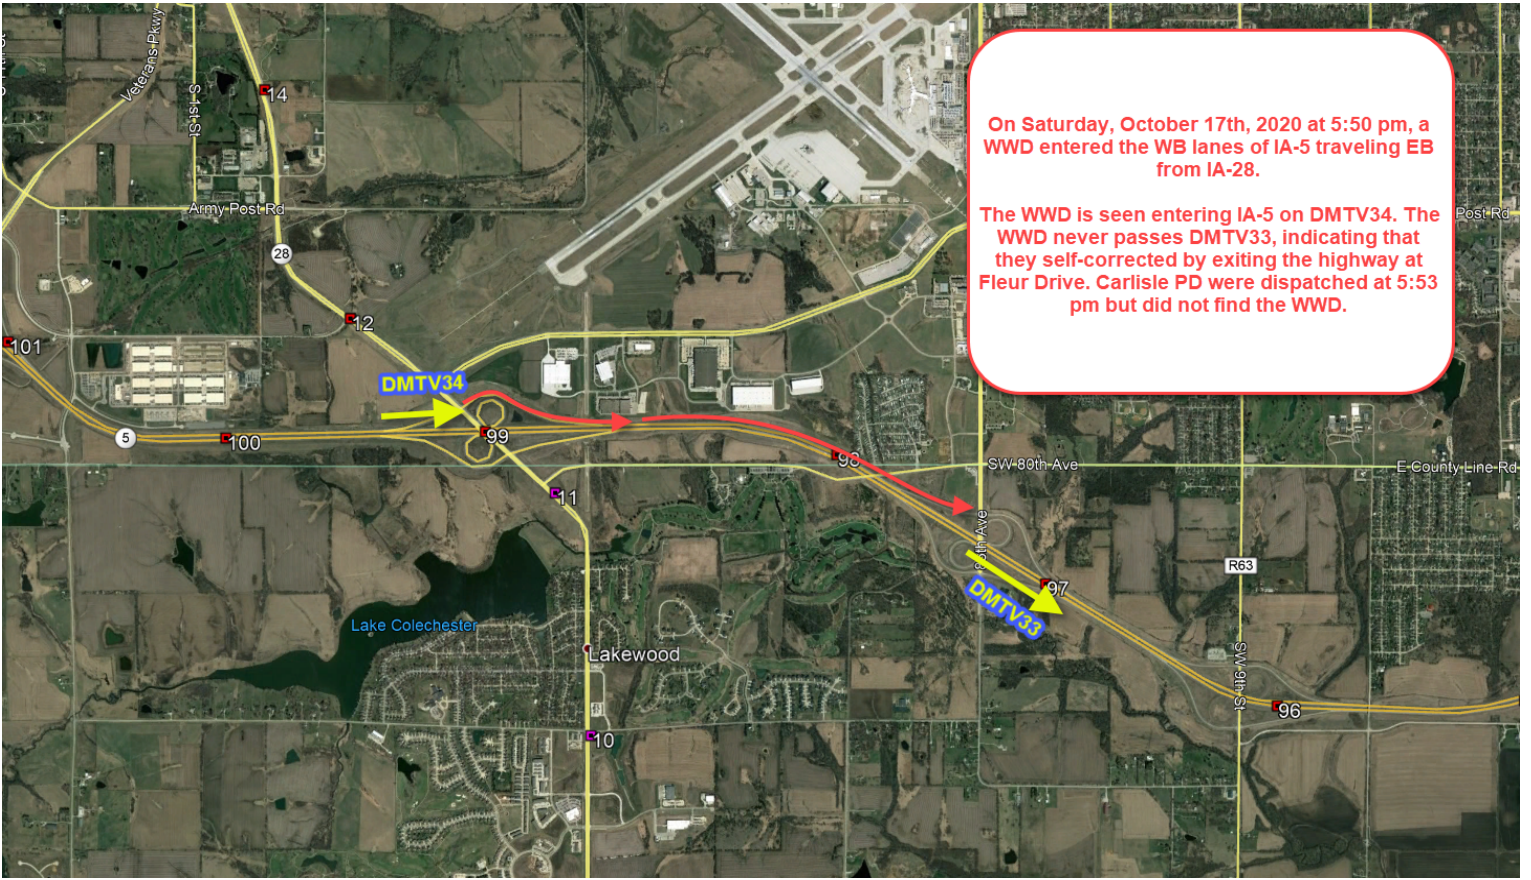 14
Veterans Pkwy
S 1st St
On Saturday, October 17th, 2020 at 5:50 pm, a
WWD entered the WB lanes of IA-5 traveling EB
from IA-28.
The WWD is seen entering IA-5 on DMTV34. The
WWD never passes DMTV33, indicating that
they self-corrected by exiting the highway at
Fleur Drive. Carlisle PD were dispatched at 5:53
pm but did not find the WWD.
Army Post Rd
Post Rd
28
12
101
DMTV34
5
100
99
98
SW 80th Ave
E County Line Rd
11
R63
97
DMTV33
Lake Colechester
Lakewood
SW 9th St
96
10